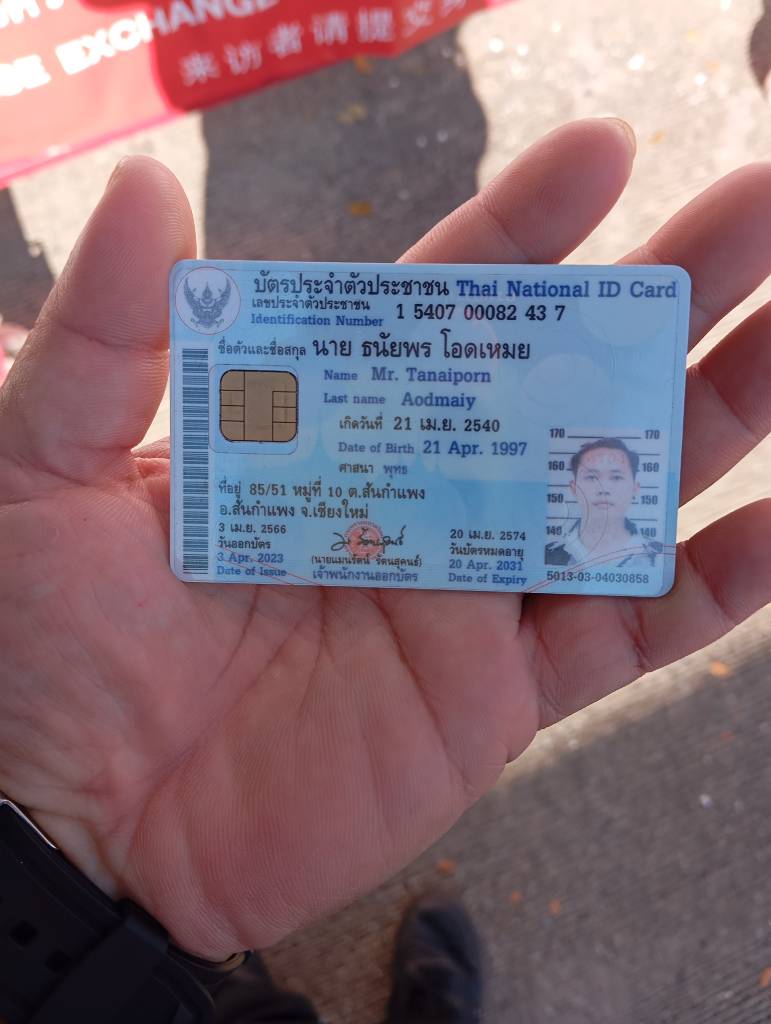 EXCHANGE
来访者请提交
บัตรประจำตัวประชาชน Thai National ID Card
เลขประจำตัวประชาชน
Identification Number 1 5407 00082 43 7
ชื่อตัวและชื่อสกุล นาย ธนัยพร โอดเหมย
Name Mr. Tanaiporn
Last name Aodmaiy
เกิดวันที่ 21 เม.ย. 2540
Date of Birth 21 Apr. 1997
ศาสนา พุทธ
ที่อยู่ 85/51 หมู่ที่ 10 ต.สันกำแพง
อ.สันกำแพง จ.เชียงใหม่
3 เม.ย. 2566
วันออกบัตร
3 Apr. 2023
Date of Issue
(นายแมนรัตน์ รัตนสุคนธ์)
เจ้าพนักงานออกบัตร
20 เม.ย. 2574
วันบัตรหมดอายุ
20 Apr. 2031
Date of Expiry
170 170
160 160
150 150
140 140
5013-03-04030858